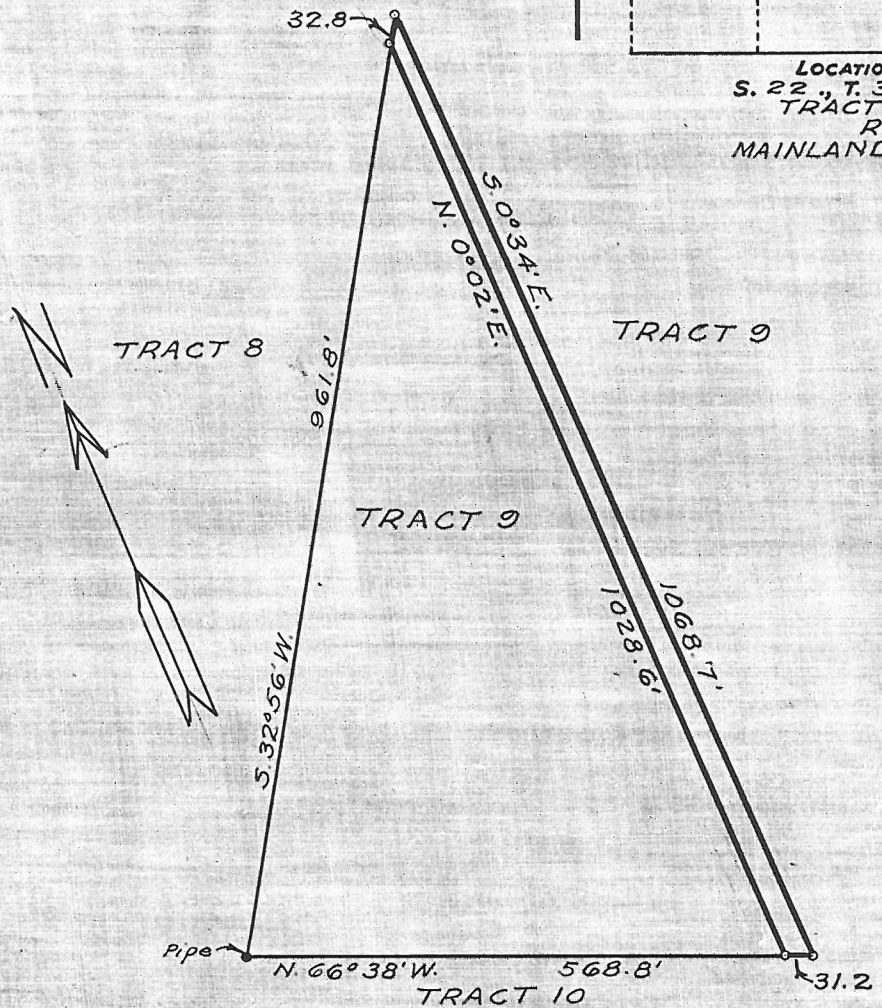 32.8
LOCATIO
S. 22., T. 3
TRACT
R
MAINLAND
S. 0°34' E.
N. 0°02' E.
N
TRACT 8
TRACT 9
961.8'
TRACT 9
1068.7'
1028.6'
S. 32°56' W.
Pipe
N. 66°38' W. 568.8'
31.2
TRACT 10